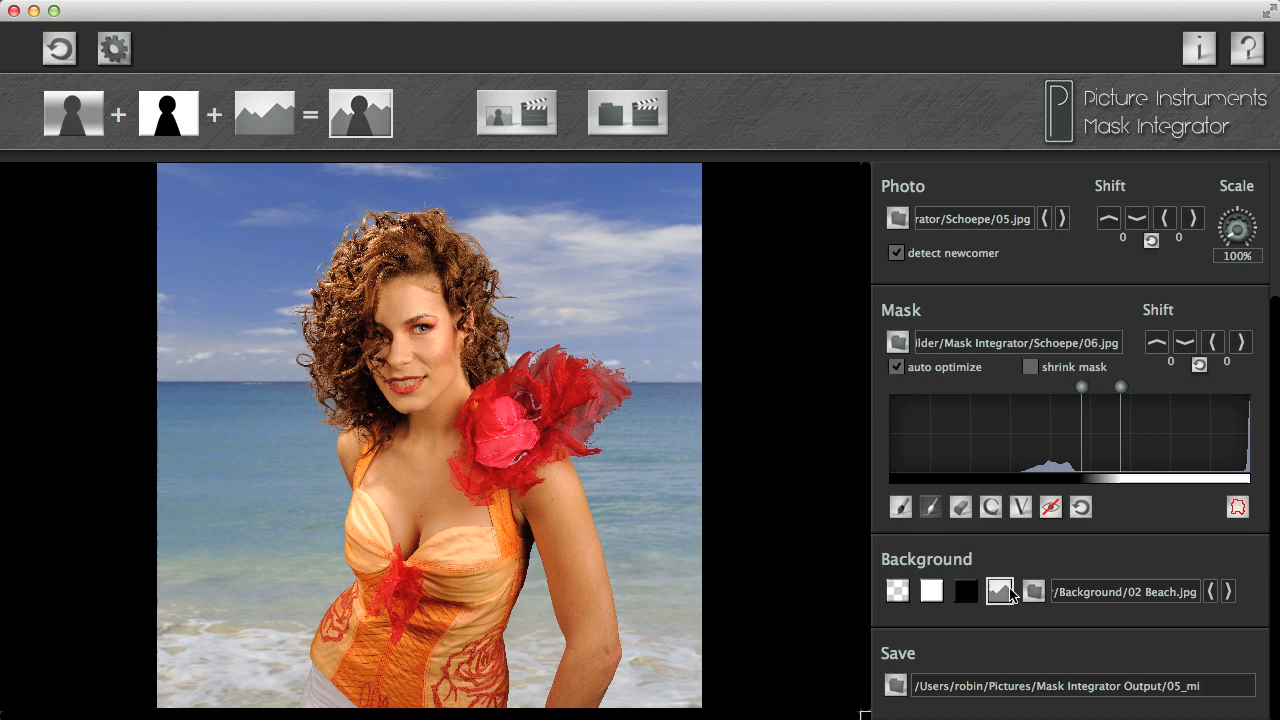 Picture Instruments
Mask Integrator
Photo
Shift
Scale
rator/Schoepe/05.jpg
0
0
detect newcomer
100%
Mask
Shift
ilder/Mask Integrator/Schoepe/06.jpg
0
0
auto optimize
shrink mask
Background
/Background/02 Beach.jpg
Save
/Users/robin/Pictures/Mask Integrator Output/05_mi